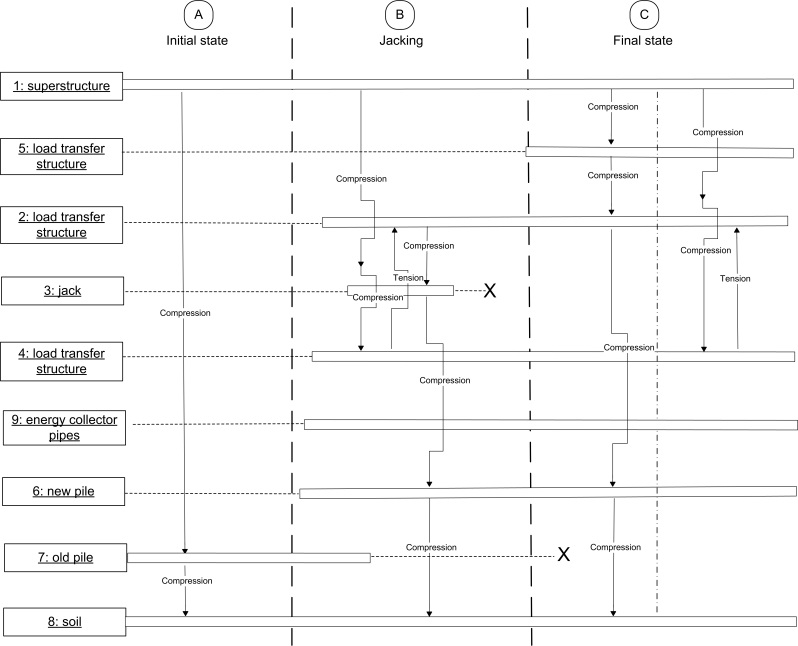 A
B
C
Initial state
Jacking
Final state
1: superstructure
Compression
Compression
5: load transfer
structure
Compression
Compression
2: load transfer
structure
Compression
Compression
Tension
Tension
3: jack
X
Compression
Compression
4: load transfer
structure
Compression
Compression
9: energy collector
pipes
6: new pile
7: old pile
X
Compression
Compression
Compression
8: soil